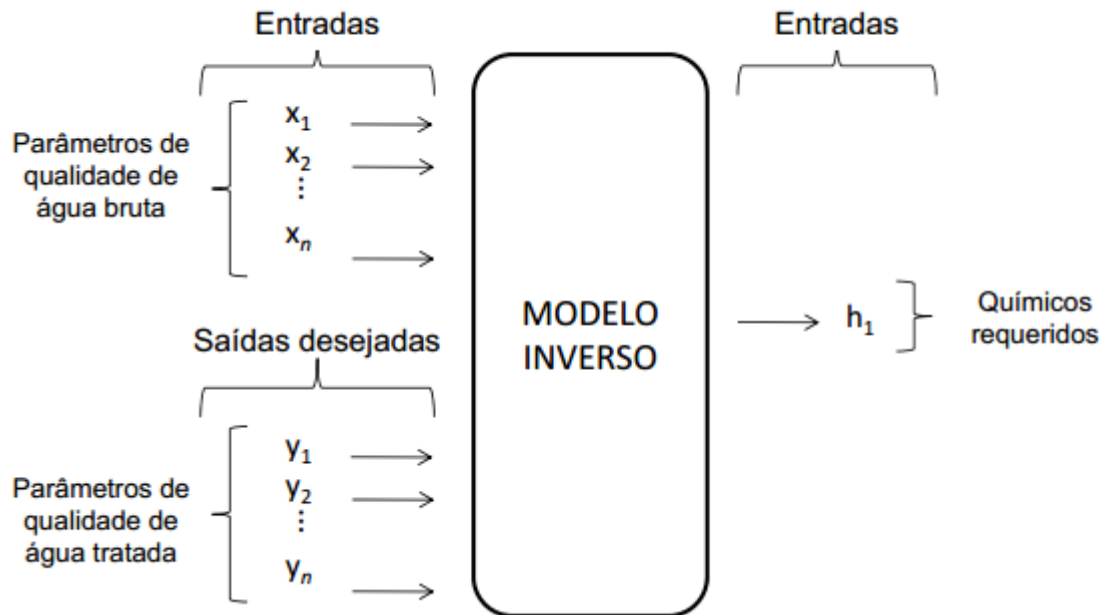 Entradas
Entradas
Parâmetros de
qualidade de
água bruta
x1
x2
⋮
xn
MODELO
INVERSO
h1
Químicos
requeridos
Saídas desejadas
Parâmetros de
qualidade de
água tratada
y1
y2
⋮
yn